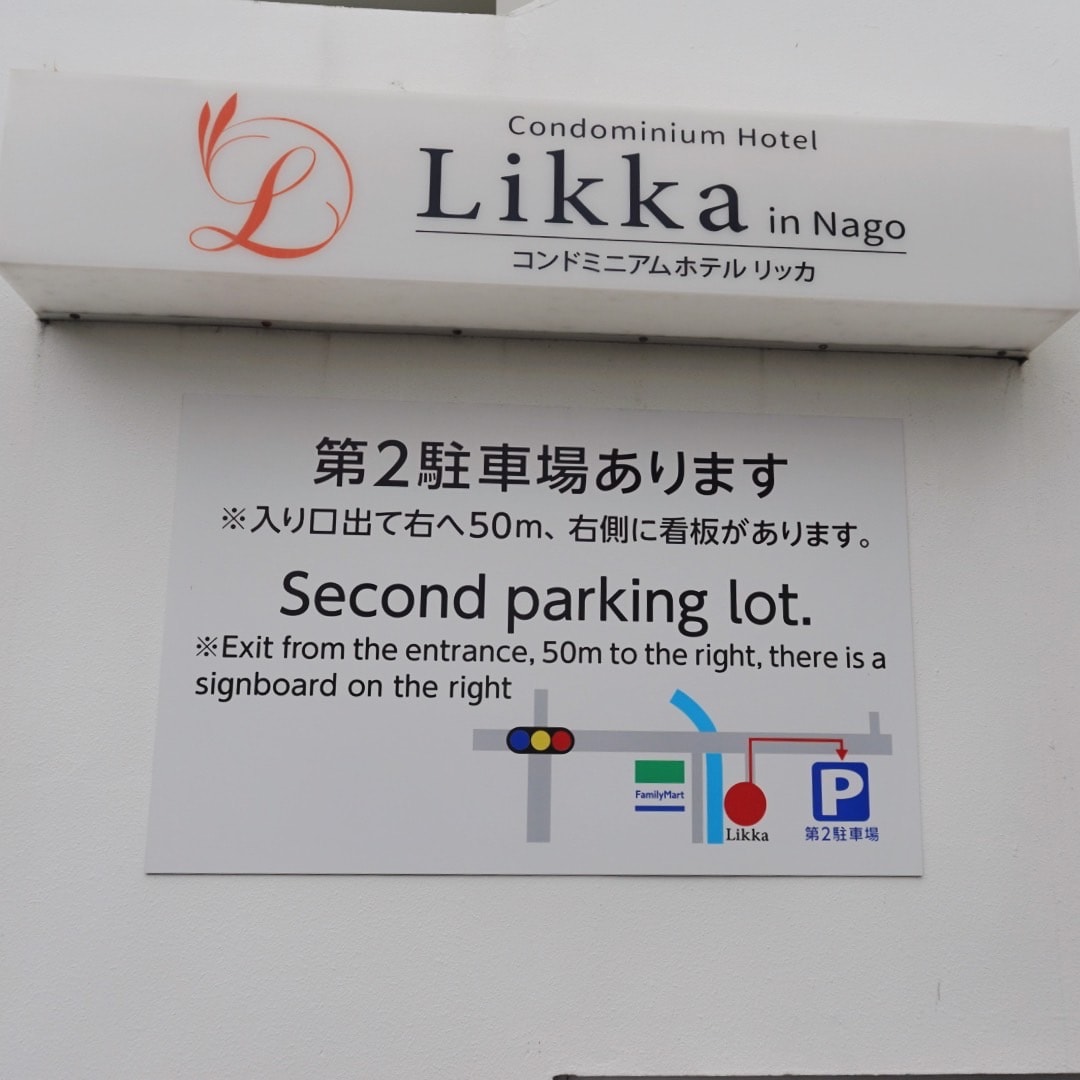 Condominium Hotel
Likka in Nago
コンドミニアムホテル リッカ
第2駐車場あります
※入り口出て右へ50m、右側に看板があります。
Second parking lot.
※Exit from the entrance, 50m to the right, there is a
signboard on the right
FamilyMart
Likka
P
第2駐車場